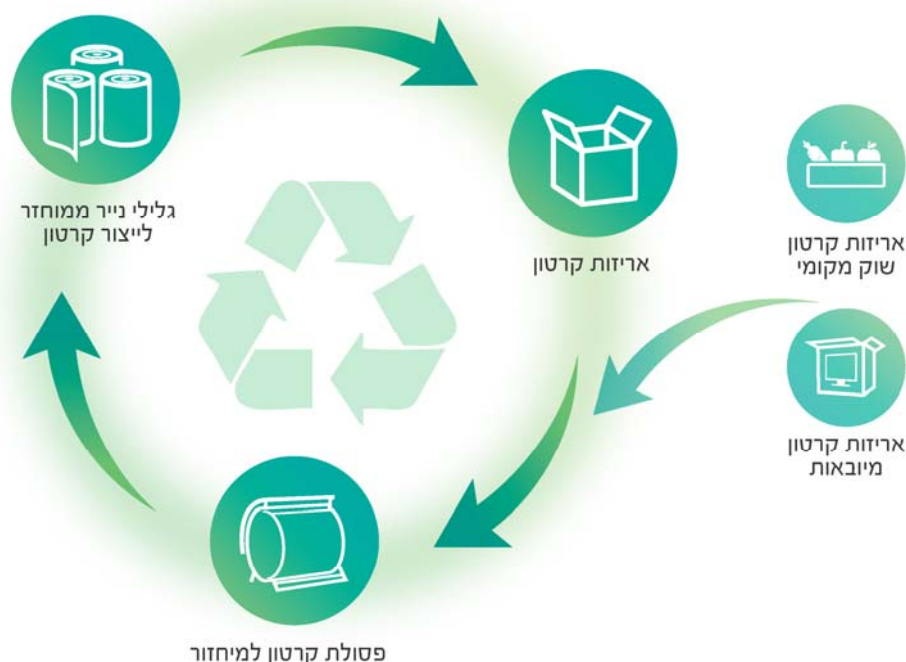 גלילי נייר ממוחזר
לייצור קרטון
אריזות קרטון
אריזות קרטון
שוק מקומי
אריזות קרטון
מיובאות
פסולת קרטון למיחזור